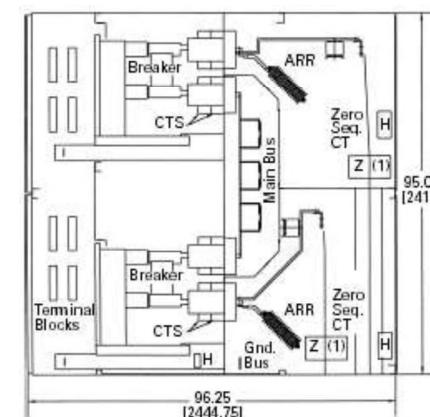 Breaker
ARR
CTS
Main Bus
Zero
Seq.
CT
H
Z (1)
95.0
[241
Breaker
Terminal
Blocks
CTS
H
Gnd.
Bus
ARR
Z (1)
Zero
Seq.
CT
H
96.25
[2444.75]